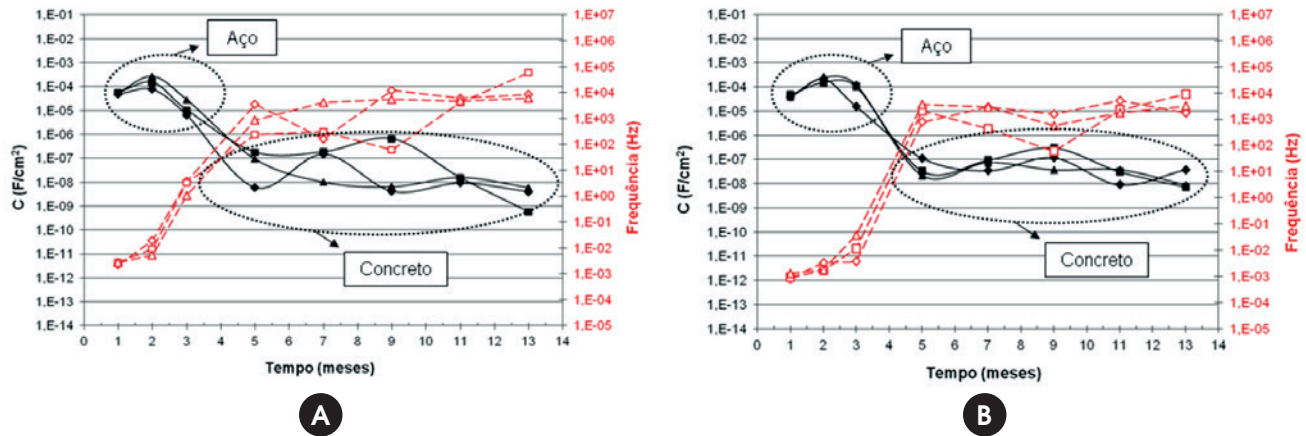 1,E-01
1,E-02
1,E-03
1,E-04
1,E-05
1,E-06
1,E-07
1,E-08
1,E-09
1,E-10
1,E-11
1,E-12
1,E-13
1,E-14
C (F/cm²)
Aço
Concreto
1,E+07
1,E+06
1,E+05
1,E+04
1,E+03
1,E+02
1,E+01
1,E+00
1,E-01
1,E-02
1,E-03
1,E-04
1,E-05
Frequência (Hz)
0 1 2 3 4 5 6 7 8 9 10 11 12 13 14
Tempo (meses)
A
1,E-01
1,E-02
1,E-03
1,E-04
1,E-05
1,E-06
1,E-07
1,E-08
1,E-09
1,E-10
1,E-11
1,E-12
1,E-13
1,E-14
C (F/cm²)
Aço
Concreto
1,E+07
1,E+06
1,E+05
1,E+04
1,E+03
1,E+02
1,E+01
1,E+00
1,E-01
1,E-02
1,E-03
1,E-04
1,E-05
Frequência (Hz)
0 1 2 3 4 5 6 7 8 9 10 11 12 13 14
Tempo (meses)
B